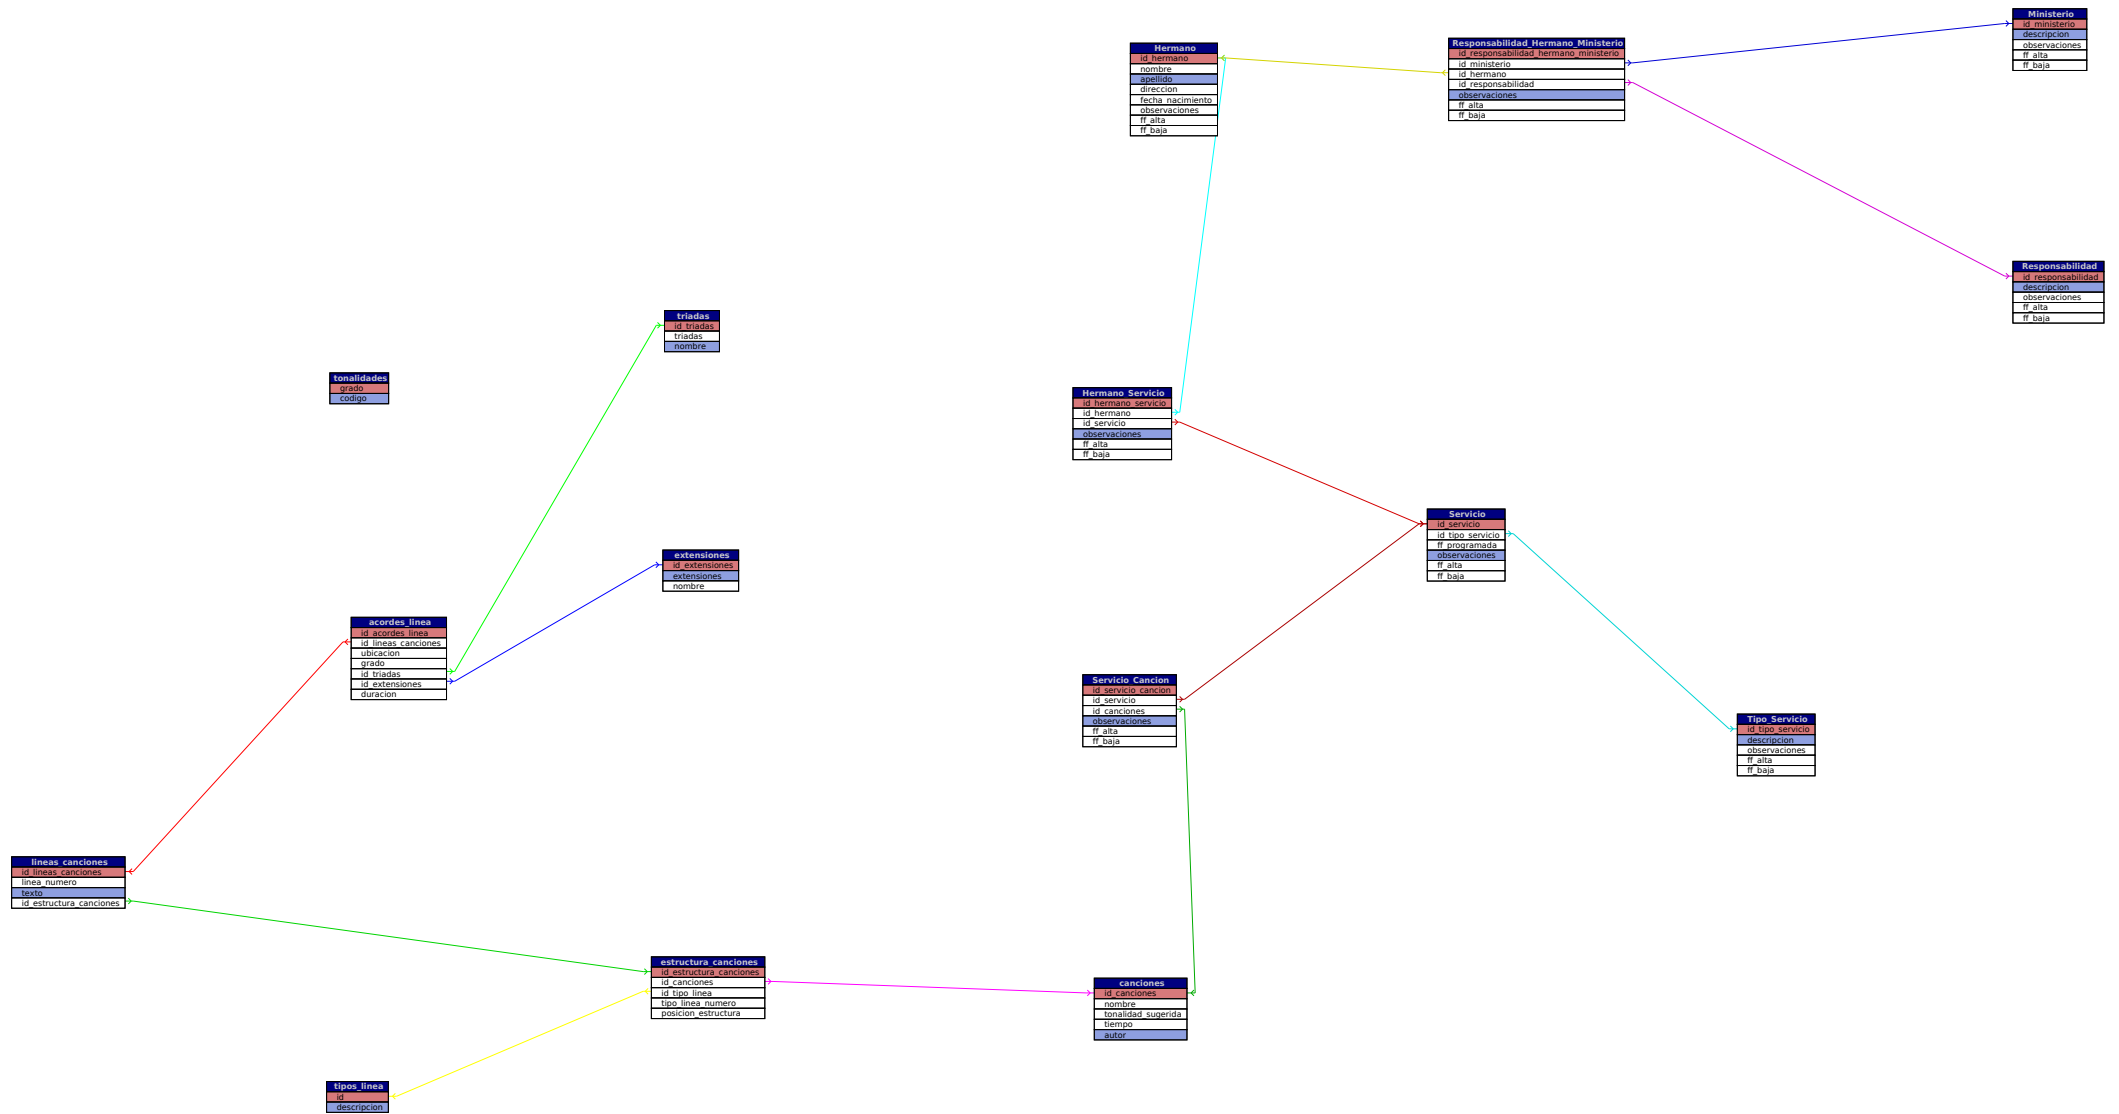 Ministerio
id_ministerio
descripcion
observaciones
ff_alta
ff_baja
Hermano
id_hermano
nombre
apellido
direccion
fecha_nacimiento
observaciones
ff_alta
ff_baja
Responsabilidad_Hermano_Ministerio
id_responsabilidad_hermano_ministerio
id_ministerio
id_hermano
id_responsabilidad
observaciones
ff_alta
ff_baja
Responsabilidad
id_responsabilidad
descripcion
observaciones
ff_alta
ff_baja
triadas
id_triadas
triadas
nombre
tonalidades
grado
codigo
Hermano_Servicio
id_hermano_servicio
id_hermano
id_servicio
observaciones
ff_alta
ff_baja
Servicio
id_servicio
id_tipo_servicio
ff_programada
observaciones
ff_alta
ff_baja
extensiones
id_extensiones
extensiones
nombre
acordes_linea
id_acordes_linea
id_lineas_canciones
ubicacion
grado
id_triadas
id_extensiones
duracion
Servicio_Cancion
id_servicio_cancion
id_servicio
id_canciones
observaciones
ff_alta
ff_baja
Tipo_Servicio
id_tipo_servicio
descripcion
observaciones
ff_alta
ff_baja
lineas_canciones
id_lineas_canciones
linea_numero
texto
id_estructura_canciones
estructura_canciones
id_estructura_canciones
id_canciones
id_tipo_linea
tipo_linea_numero
posicion_estructura
canciones
id_canciones
nombre
tonalidad_sugerida
tiempo
autor
tipos_linea
id
descripcion